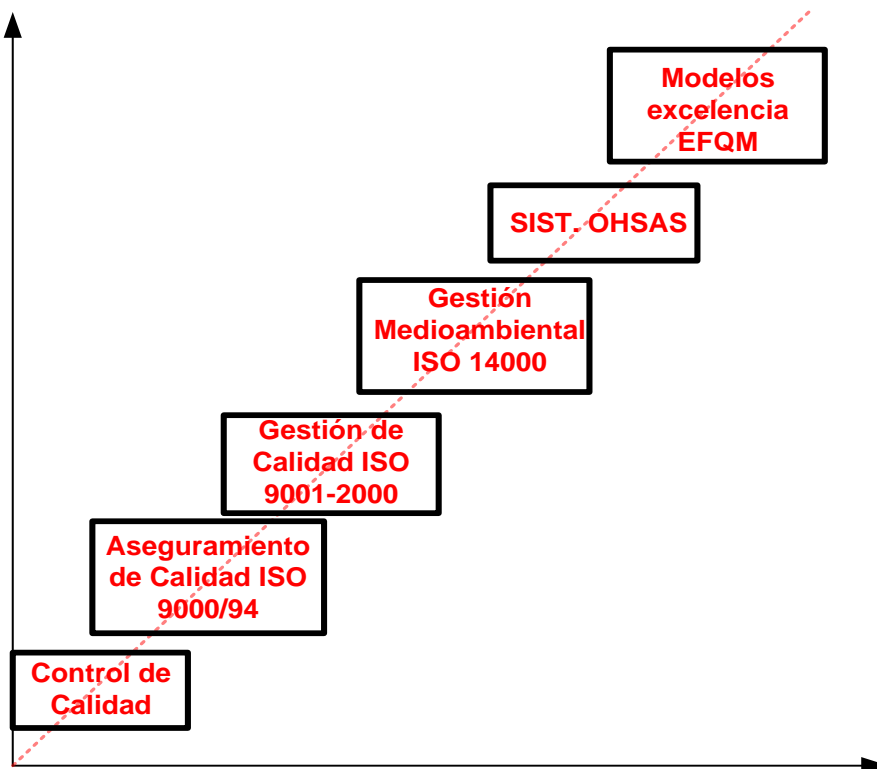 Modelos
excelencia
EFQM
SIST. OHSAS
Gestión
Medioambiental
ISO 14000
Gestión de
Calidad ISO
9001-2000
Aseguramiento
de Calidad ISO
9000/94
Control de
Calidad